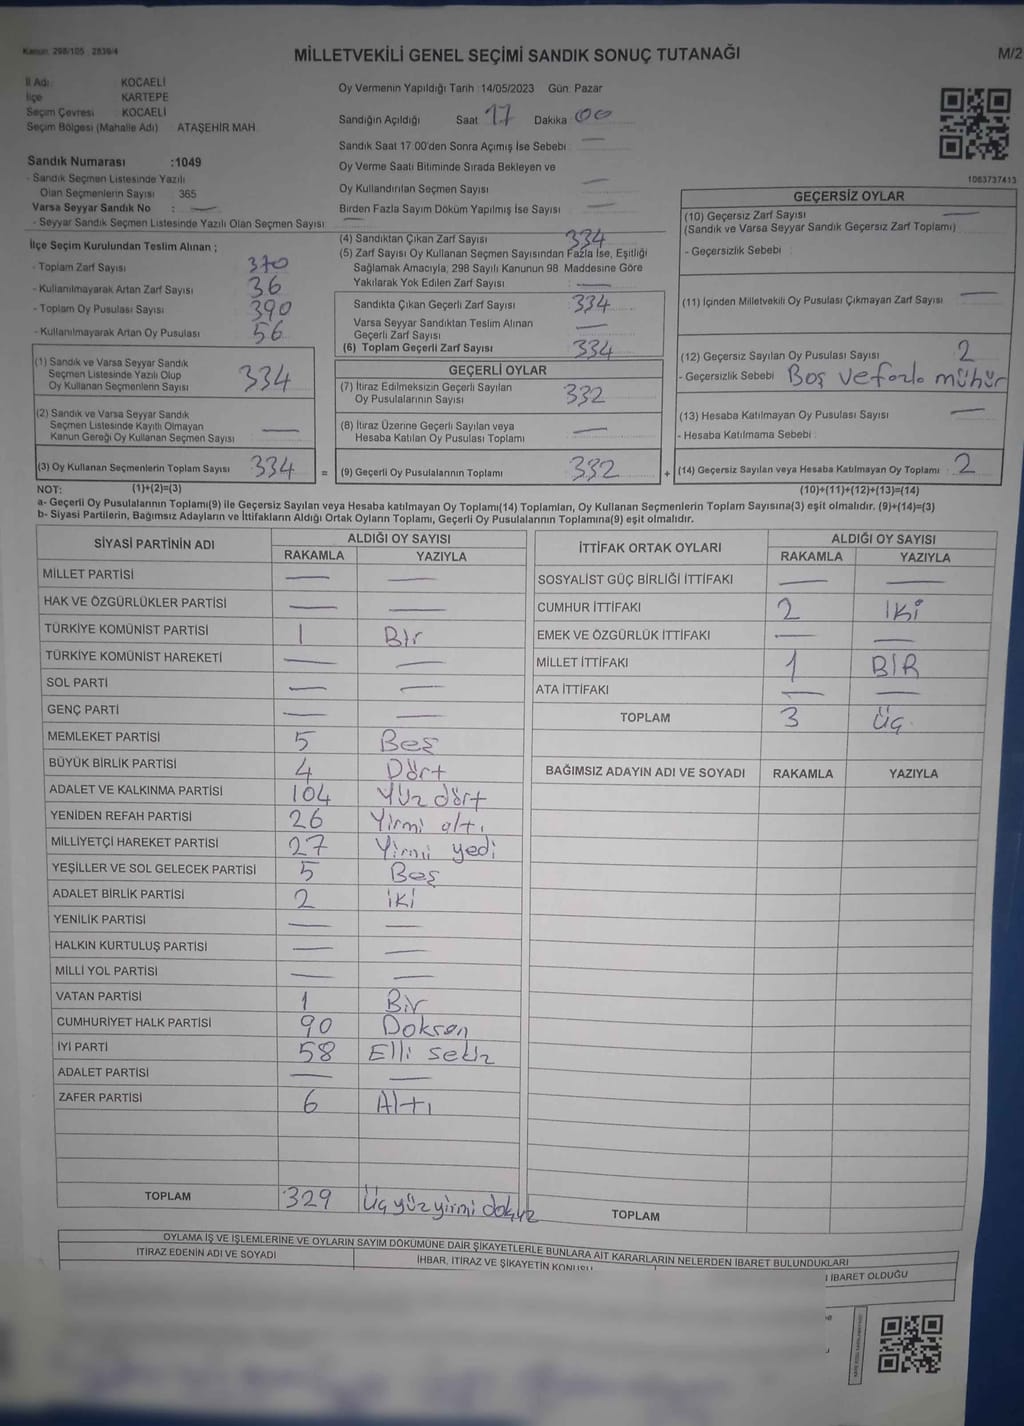 Kanun: 298/105 2839/4
MİLLETVEKİLİ GENEL SEÇİMİ SANDIK SONUÇ TUTANAĞI
M/2
İl Adı : KOCAELİ
İlçe : KARTEPE
Seçim Çevresi : KOCAELİ
Seçim Bölgesi (Mahalle Adı) ATAŞEHİR MAH
Sandık Numarası :1049
- Sandık Seçmen Listesinde Yazılı
Olan Seçmenlerin Sayısı : 365
Varsa Seyyar Sandık No : —
- Seyyar Sandık Seçmen Listesinde Yazılı Olan Seçmen Sayısı —
Oy Vermenin Yapıldığı Tarih :14/05/2023 Gün: Pazar
Sandığın Açıldığı Saat 17 Dakika 00
Sandık Saat 17.00'den Sonra Açımış İse Sebebi :
Oy Verme Saati Bitiminde Sırada Bekleyen ve
Oy Kullandırılan Seçmen Sayısı —
Birden Fazla Sayım Döküm Yapılmış İse Sayısı —
1083737413
İlçe Seçim Kurulundan Teslim Alınan ;
- Toplam Zarf Sayısı 370
- Kullanılmayarak Artan Zarf Sayısı 36
- Toplam Oy Pusulası Sayısı 390
- Kullanılmayarak Artan Oy Pusulası 56
(1) Sandık ve Varsa Seyyar Sandık
Seçmen Listesinde Yazılı Olup
Oy Kullanan Seçmenlerin Sayısı 334
(2) Sandık ve Varsa Seyyar Sandık
Seçmen Listesinde Kayıtlı Olmayan
Kanun Gereği Oy Kullanan Seçmen Sayısı —
(3) Oy Kullanan Seçmenlerin Toplam Sayısı 334 =
(4) Sandıktan Çıkan Zarf Sayısı 334
(5) Zarf Sayısı Oy Kullanan Seçmen Sayısından Fazla İse, Eşitliği
Sağlamak Amacıyla, 298 Sayılı Kanunun 98 Maddesine Göre
Yakılarak Yok Edilen Zarf Sayısı : —
Sandıkta Çıkan Geçerli Zarf Sayısı 334
Varsa Seyyar Sandıktan Teslim Alınan
Geçerli Zarf Sayısı —
(6) Toplam Geçerli Zarf Sayısı 334
GEÇERLİ OYLAR
(7) İtiraz Edilmeksizin Geçerli Sayılan
Oy Pusulalarının Sayısı 332
(8) İtiraz Üzerine Geçerli Sayılan veya
Hesaba Katılan Oy Pusulası Toplamı —
(9) Geçerli Oy Pusulalarının Toplamı 332 +
GEÇERSİZ OYLAR
(10) Geçersiz Zarf Sayısı —
(Sandık ve Varsa Seyyar Sandık Geçersiz Zarf Toplamı)
- Geçersizlik Sebebi :
(11) İçinden Milletvekili Oy Pusulası Çıkmayan Zarf Sayısı —
(12) Geçersiz Sayılan Oy Pusulası Sayısı 2
- Geçersizlik Sebebi : Boş ve fazla mühür
(13) Hesaba Katılmayan Oy Pusulası Sayısı —
- Hesaba Katılmama Sebebi :
(14) Geçersiz Sayılan veya Hesaba Katılmayan Oy Toplamı 2
NOT: (1)+(2)=(3) (10)+(11)+(12)+(13)=(14)
a- Geçerli Oy Pusulalarının Toplamı(9) ile Geçersiz Sayılan veya Hesaba katılmayan Oy Toplamı(14) Toplamları, Oy Kullanan Seçmenlerin Toplam Sayısına(3) eşit olmalıdır. (9)+(14)=(3)
b- Siyasi Partilerin, Bağımsız Adayların ve İttifakların Aldığı Ortak Oyların Toplamı, Geçerli Oy Pusulalarının Toplamına(9) eşit olmalıdır.
SİYASİ PARTİNİN ADI ALDIĞI OY SAYISI
RAKAMLA YAZIYLA
MİLLET PARTİSİ — —
HAK VE ÖZGÜRLÜKLER PARTİSİ — —
TÜRKİYE KOMÜNİST PARTİSİ 1 Bir
TÜRKİYE KOMÜNİST HAREKETİ — —
SOL PARTİ — —
GENÇ PARTİ — —
MEMLEKET PARTİSİ 5 Beş
BÜYÜK BİRLİK PARTİSİ 4 Dört
ADALET VE KALKINMA PARTİSİ 104 Yüz dört
YENİDEN REFAH PARTİSİ 26 Yirmi altı
MİLLİYETÇİ HAREKET PARTİSİ 27 Yirmi yedi
YEŞİLLER VE SOL GELECEK PARTİSİ 5 Beş
ADALET BİRLİK PARTİSİ 2 iki
YENİLİK PARTİSİ — —
HALKIN KURTULUŞ PARTİSİ — —
MİLLİ YOL PARTİSİ — —
VATAN PARTİSİ 1 Bir
CUMHURİYET HALK PARTİSİ 90 Doksan
İYİ PARTİ 58 Elli sekiz
ADALET PARTİSİ — —
ZAFER PARTİSİ 6 Altı
TOPLAM 329 Üç yüz yirmi dokuz
İTTİFAK ORTAK OYLARI ALDIĞI OY SAYISI
RAKAMLA YAZIYLA
SOSYALİST GÜÇ BİRLİĞİ İTTİFAKI — —
CUMHUR İTTİFAKI 2 İki
EMEK VE ÖZGÜRLÜK İTTİFAKI — —
MİLLET İTTİFAKI 1 BİR
ATA İTTİFAKI — —
TOPLAM 3 Üç
BAĞIMSIZ ADAYIN ADI VE SOYADI RAKAMLA YAZIYLA
TOPLAM
OYLAMA İŞ VE İŞLEMLERİNE VE OYLARIN SAYIM DÖKÜMÜNE DAİR ŞİKAYETLERLE BUNLARA AİT KARARLARIN NELERDEN İBARET BULUNDUKLARI
İTİRAZ EDENİN ADI VE SOYADI İHBAR, İTİRAZ VE ŞİKAYETİN KONUSU İBARET OLDUĞU